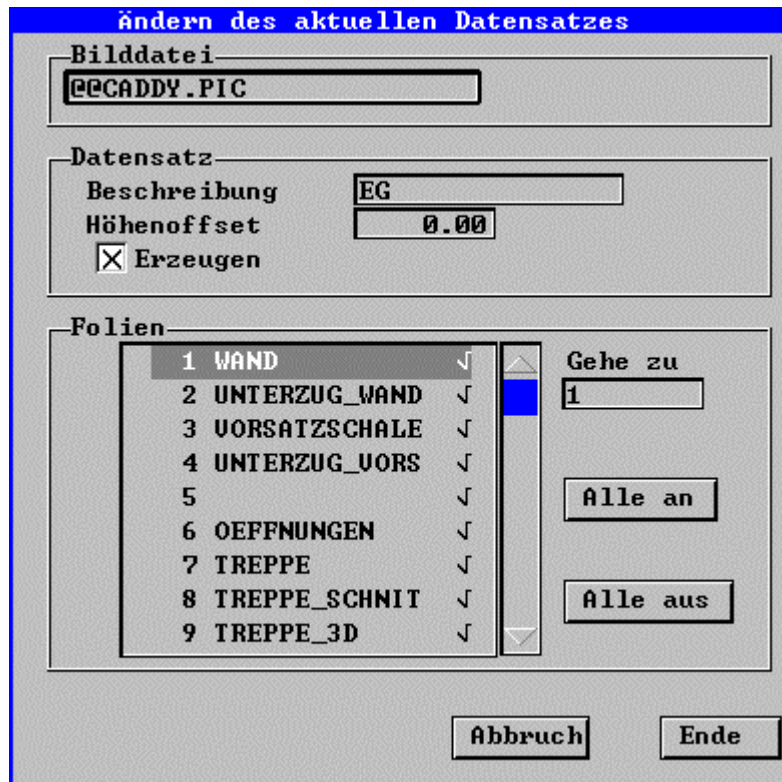 Ändern des aktuellen Datensatzes
Bilddatei
@@CADDY.PIC
Datensatz
Beschreibung EG
Höhenoffset 0.00
Erzeugen
Folien
1 WAND √
Gehe zu
2 UNTERZUG_WAND √
1
3 VORSATZSCHALE √
4 UNTERZUG_VORS √
5 √
Alle an
6 OEFFNUNGEN √
7 TREPPE √
8 TREPPE_SCHNIT √
Alle aus
9 TREPPE_3D √
Abbruch Ende